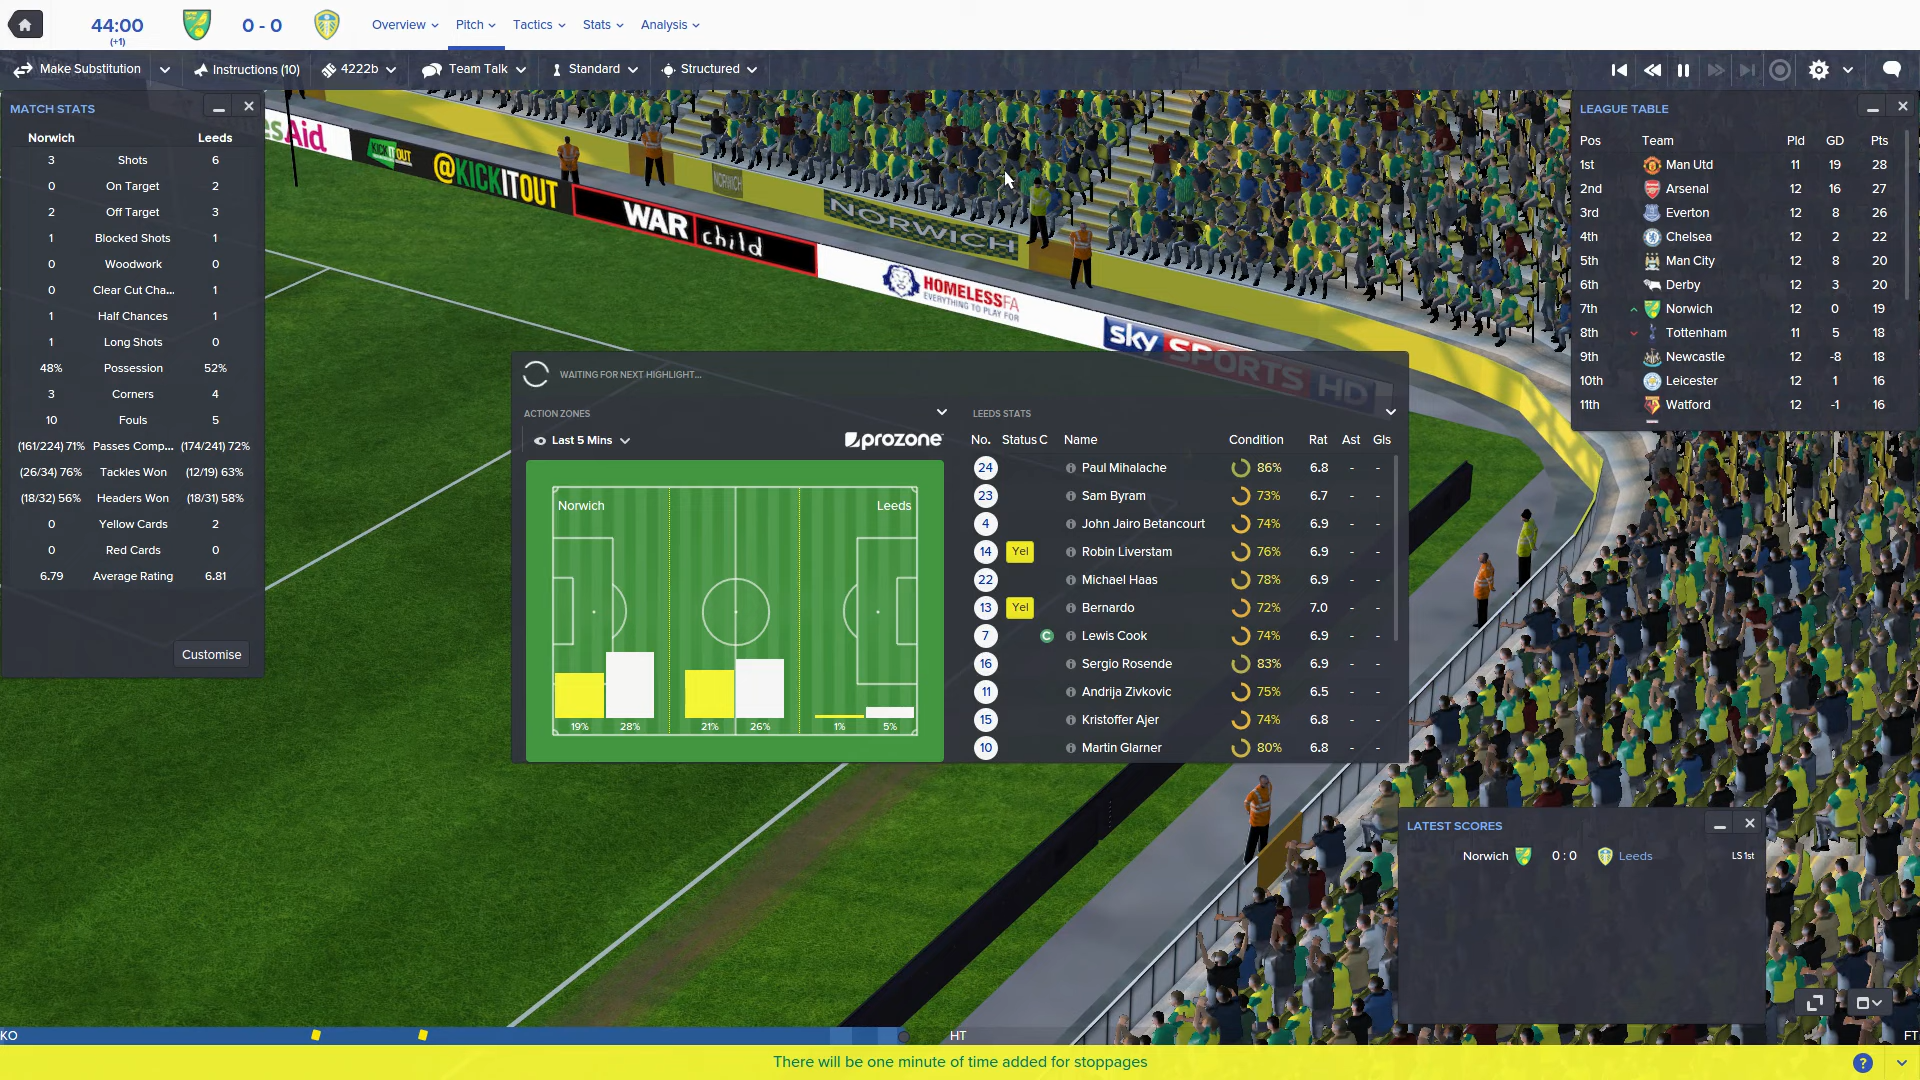 44:00
(+1)
0 - 0
Overview
Pitch
Tactics
Stats
Analysis
Make Substitution
Instructions (10)
4222b
Team Talk
Standard
Structured
MATCH STATS
Norwich Leeds
3 Shots 6
0 On Target 2
2 Off Target 3
1 Blocked Shots 1
0 Woodwork 0
0 Clear Cut Cha... 1
1 Half Chances 1
1 Long Shots 0
48% Possession 52%
3 Corners 4
10 Fouls 5
(161/224) 71% Passes Comp... (174/241) 72%
(26/34) 76% Tackles Won (12/19) 63%
(18/32) 56% Headers Won (18/31) 58%
0 Yellow Cards 2
0 Red Cards 0
6.79 Average Rating 6.81
Customise
esAid
KICK IT OUT
@KICKITOUT
NORWICH
WAR child
NORWICH
HOMELESSFA
EVERYTHING TO PLAY FOR
sky SPORTS HD
WAITING FOR NEXT HIGHLIGHT...
ACTION ZONES
Last 5 Mins
prozone
Norwich Leeds
19% 28% 21% 26% 1% 5%
LEEDS STATS
No. Status C Name Condition Rat Ast Gls
24 Paul Mihalache 86% 6.8 - -
23 Sam Byram 73% 6.7 - -
4 John Jairo Betancourt 74% 6.9 - -
14 Yel Robin Liverstam 76% 6.9 - -
22 Michael Haas 78% 6.9 - -
13 Yel Bernardo 72% 7.0 - -
7 C Lewis Cook 74% 6.9 - -
16 Sergio Rosende 83% 6.9 - -
11 Andrija Zivkovic 75% 6.5 - -
15 Kristoffer Ajer 74% 6.8 - -
10 Martin Glarner 80% 6.8 - -
LEAGUE TABLE
Pos Team Pld GD Pts
1st Man Utd 11 19 28
2nd Arsenal 12 16 27
3rd Everton 12 8 26
4th Chelsea 12 2 22
5th Man City 12 8 20
6th Derby 12 3 20
7th Norwich 12 0 19
8th Tottenham 11 5 18
9th Newcastle 12 -8 18
10th Leicester 12 1 16
11th Watford 12 -1 16
LATEST SCORES
Norwich 0 : 0 Leeds LS 1st
KO
HT
FT
There will be one minute of time added for stoppages
?